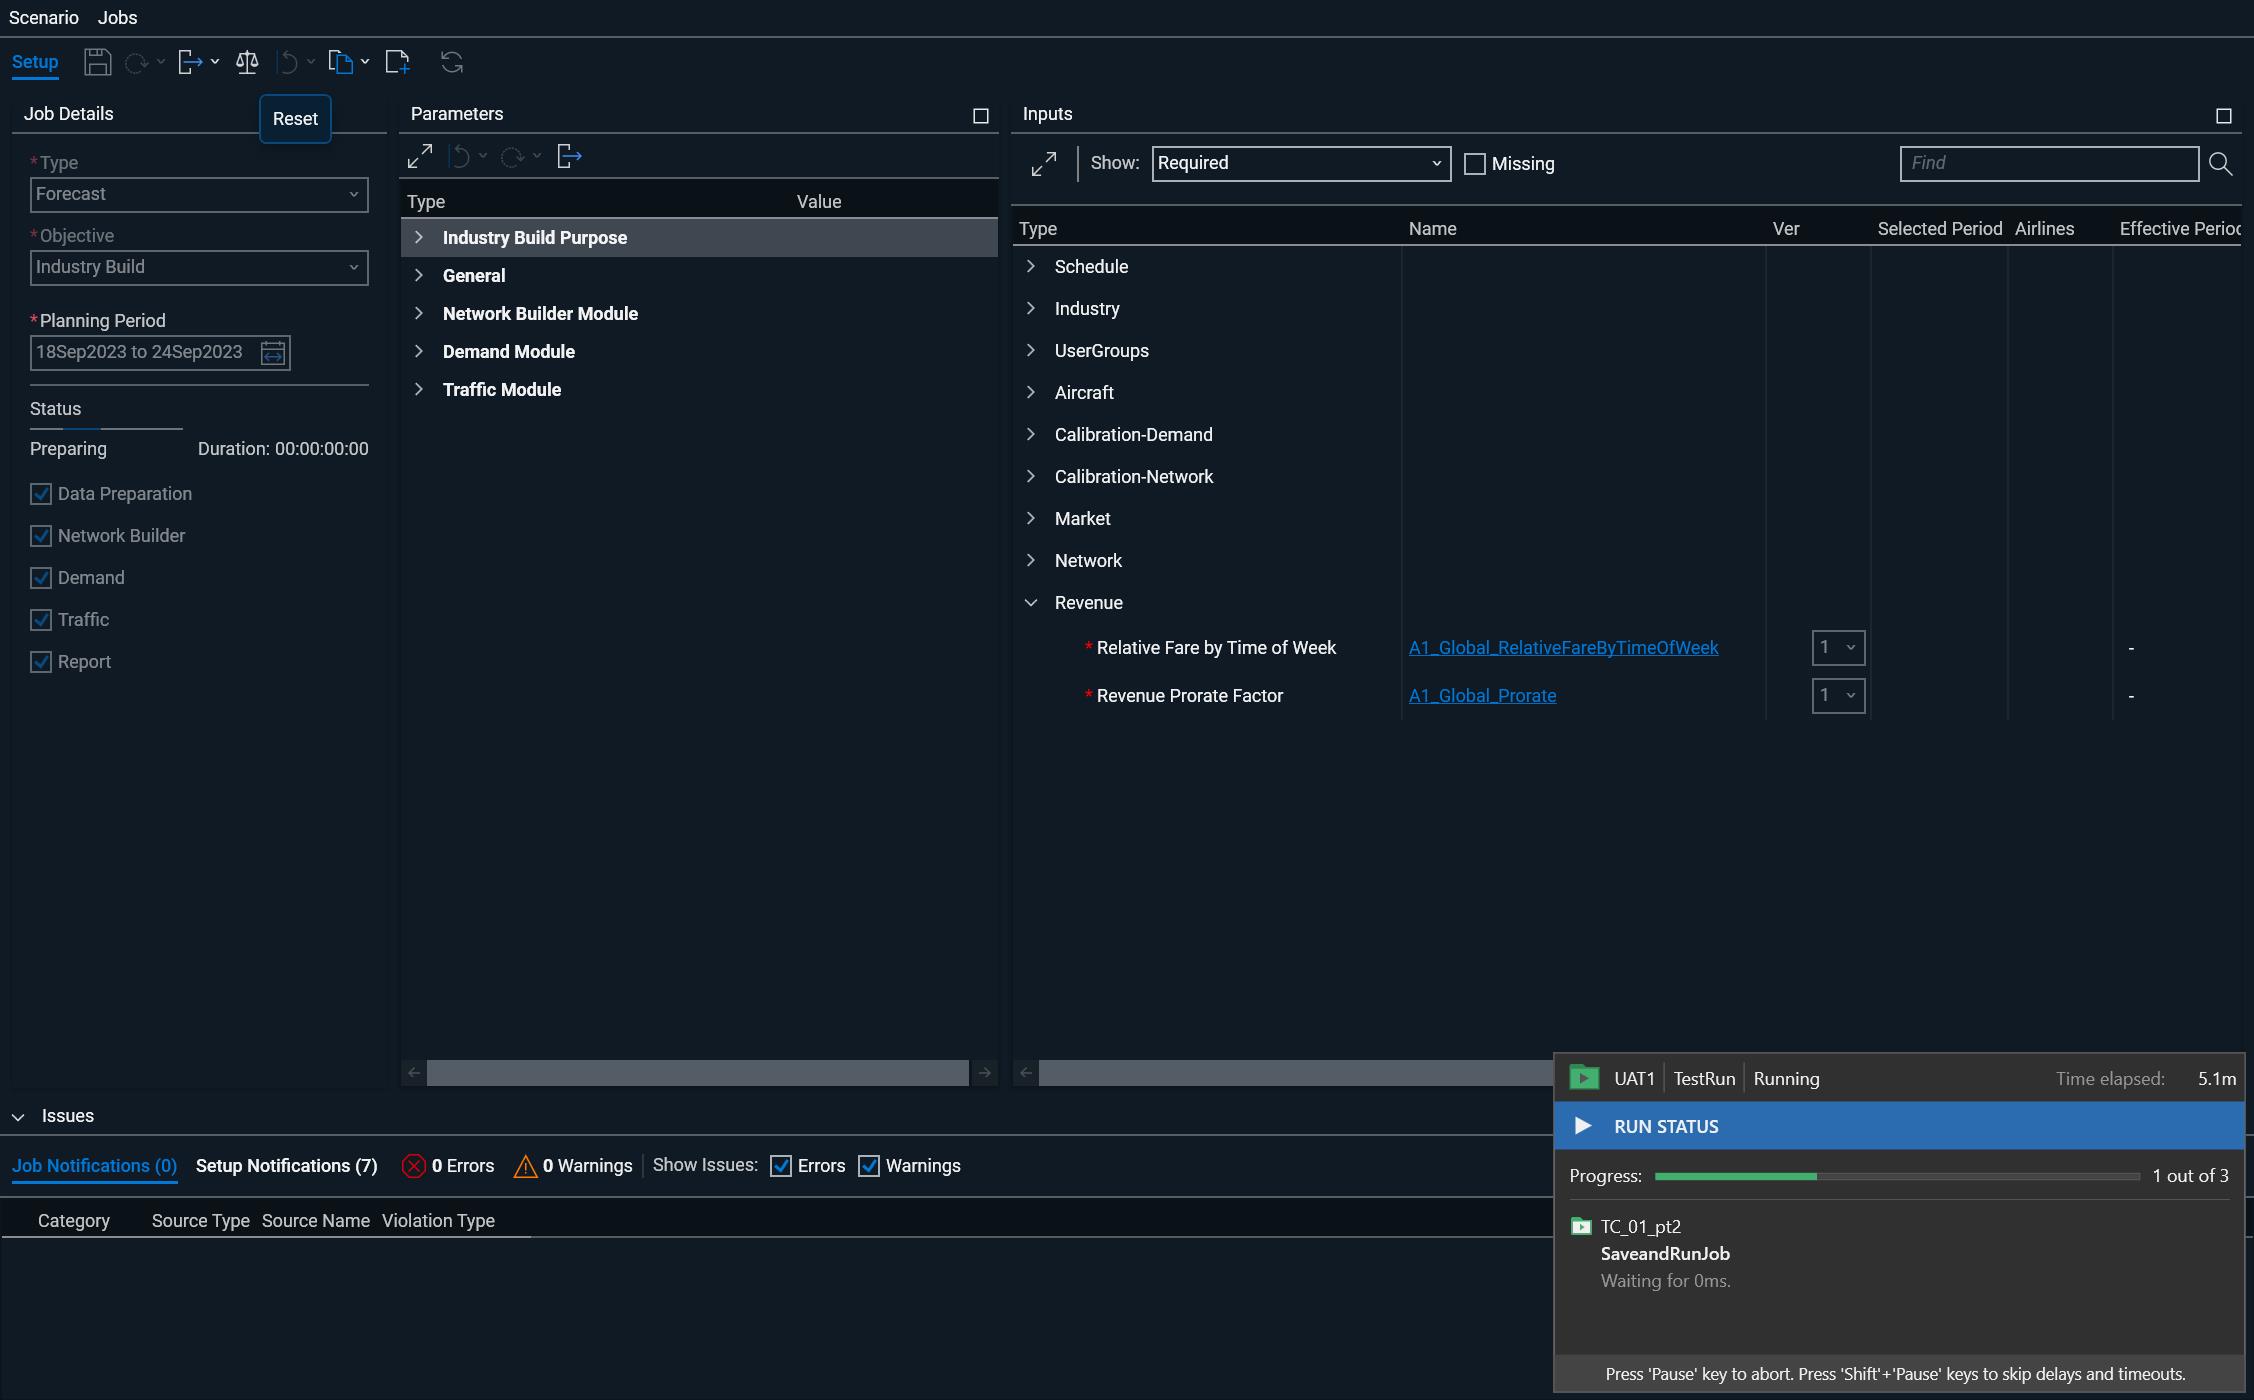 Scenario Jobs
Setup
Reset
Job Details
*Type
Forecast
*Objective
Industry Build
*Planning Period
18Sep2023 to 24Sep2023
Status
Preparing Duration: 00:00:00:00
Data Preparation
Network Builder
Demand
Traffic
Report
Parameters
Type Value
Industry Build Purpose
General
Network Builder Module
Demand Module
Traffic Module
Inputs
Show: Required Missing Find
Type Name Ver Selected Period Airlines Effective Period
Schedule
Industry
UserGroups
Aircraft
Calibration-Demand
Calibration-Network
Market
Network
Revenue
* Relative Fare by Time of Week A1_Global_RelativeFareByTimeOfWeek 1 -
* Revenue Prorate Factor A1_Global_Prorate 1 -
Issues
Job Notifications (0) Setup Notifications (7) 0 Errors 0 Warnings Show Issues: Errors Warnings
Category Source Type Source Name Violation Type
UAT1 TestRun Running Time elapsed: 5.1m
RUN STATUS
Progress: 1 out of 3
TC_01_pt2
SaveandRunJob
Waiting for 0ms.
Press 'Pause' key to abort. Press 'Shift'+'Pause' keys to skip delays and timeouts.